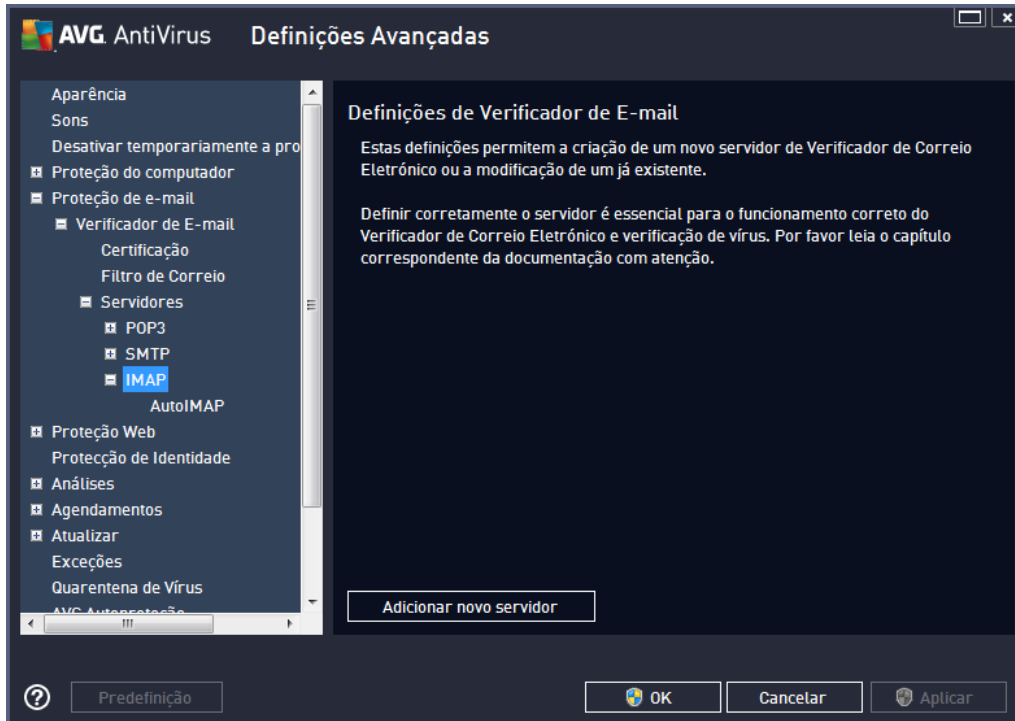 AVG. AntiVirus Definições Avançadas
Aparência
Sons
Desativar temporariamente a pro
Proteção do computador
Proteção de e-mail
Verificador de E-mail
Certificação
Filtro de Correio
Servidores
POP3
SMTP
IMAP
AutoIMAP
Proteção Web
Protecção de Identidade
Análises
Agendamentos
Atualizar
Exceções
Quarentena de Vírus
AVG Autoproteção
Definições de Verificador de E-mail
Estas definições permitem a criação de um novo servidor de Verificador de Correio
Eletrónico ou a modificação de um já existente.
Definir corretamente o servidor é essencial para o funcionamento correto do
Verificador de Correio Eletrónico e verificação de vírus. Por favor leia o capítulo
correspondente da documentação com atenção.
Adicionar novo servidor
Predefinição
OK
Cancelar
Aplicar